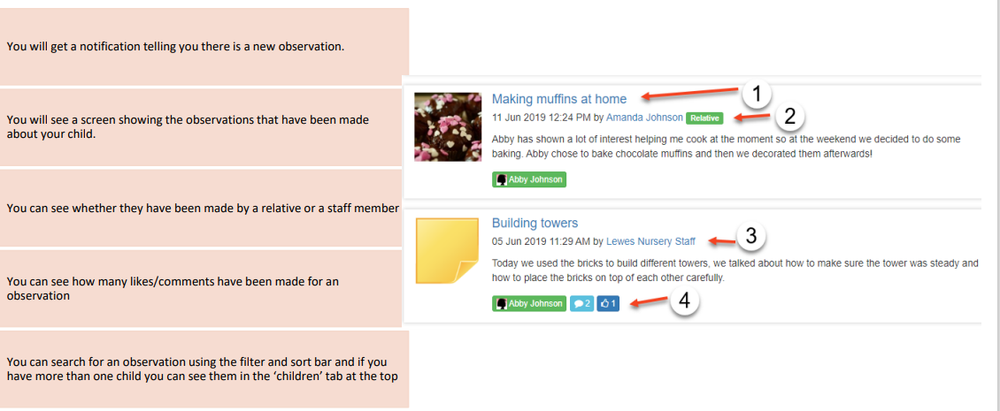 You will get a notification telling you there is a new observation.
You will see a screen showing the observations that have been made
about your child.
You can see whether they have been made by a relative or a staff member
You can see how many likes/comments have been made for an
observation
You can search for an observation using the filter and sort bar and if you
have more than one child you can see them in the ‘children’ tab at the top
Making muffins at home
1
11 Jun 2019 12:24 PM by Amanda Johnson Relative
2
Abby has shown a lot of interest helping me cook at the moment so at the weekend we decided to do some
baking. Abby chose to bake chocolate muffins and then we decorated them afterwards!
Abby Johnson
Building towers
05 Jun 2019 11:29 AM by Lewes Nursery Staff
3
Today we used the bricks to build different towers, we talked about how to make sure the tower was steady and
how to place the bricks on top of each other carefully.
Abby Johnson 2 1
4